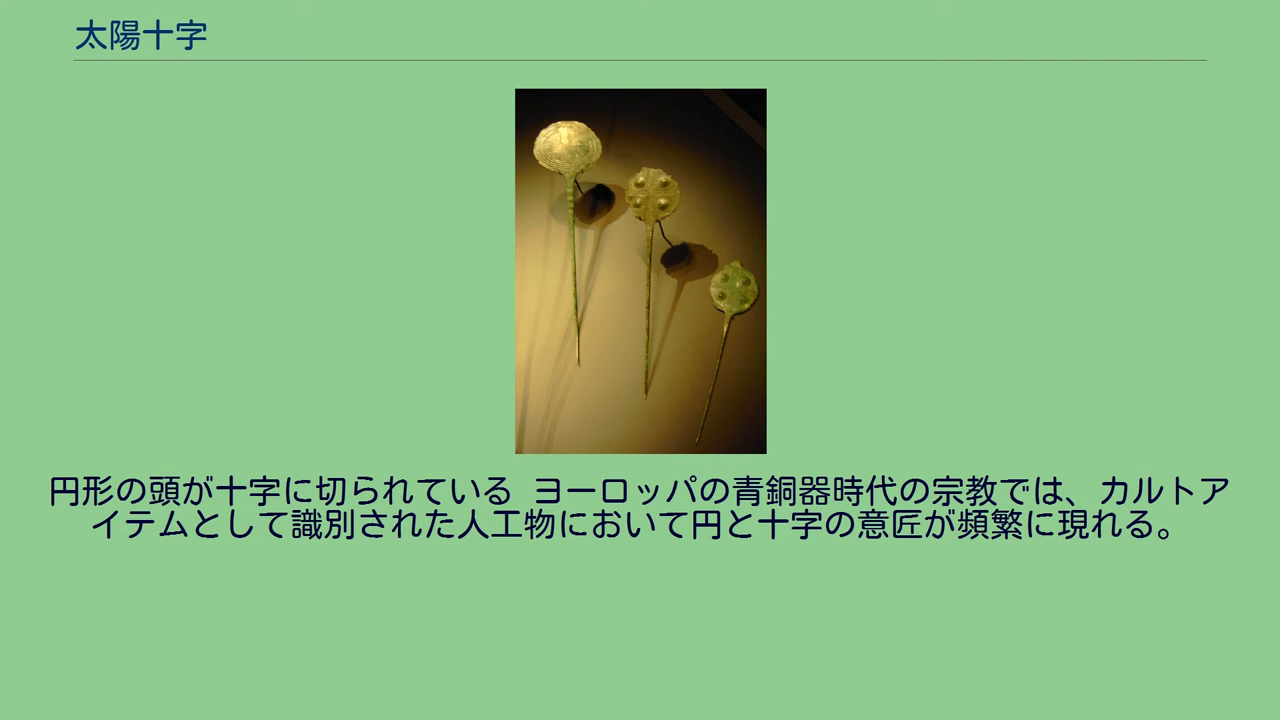 太陽十字
円形の頭が十字に切られている ヨーロッパの青銅器時代の宗教では、カルトア
イテムとして識別された人工物において円と十字の意匠が頻繁に現れる。